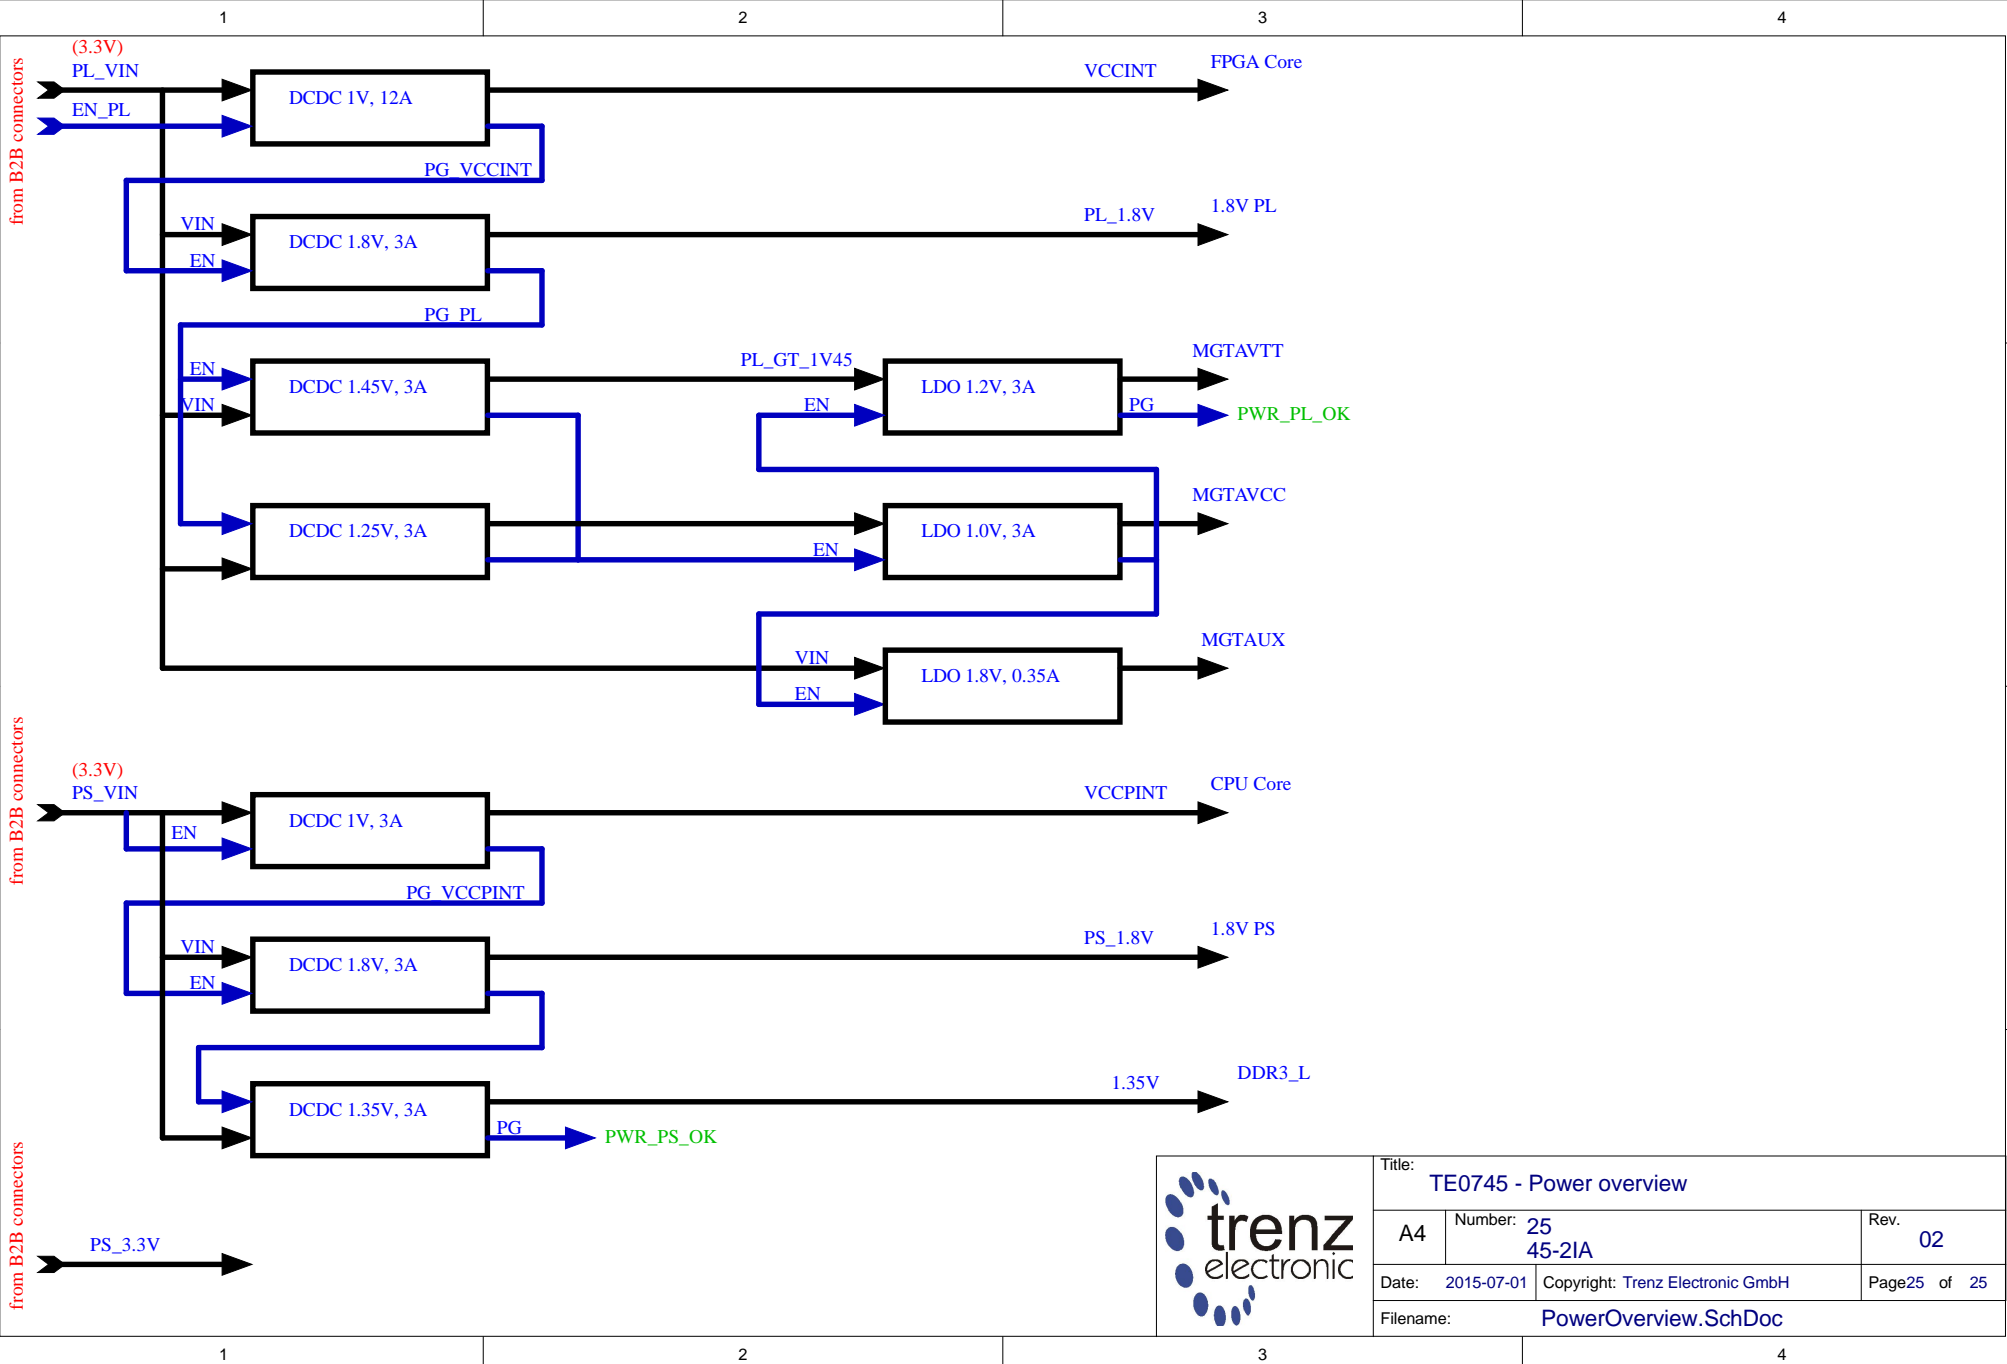 1 2 3 4
from B2B connectors
(3.3V)
PL_VIN
EN_PL
DCDC 1V, 12A
VCCINT
FPGA Core
PG_VCCINT
VIN
EN
DCDC 1.8V, 3A
PL_1.8V
1.8V PL
PG_PL
EN
VIN
DCDC 1.45V, 3A
PL_GT_1V45
EN
LDO 1.2V, 3A
MGTAVTT
PG
PWR_PL_OK
DCDC 1.25V, 3A
EN
LDO 1.0V, 3A
MGTAVCC
VIN
EN
LDO 1.8V, 0.35A
MGTAUX
from B2B connectors
(3.3V)
PS_VIN
EN
DCDC 1V, 3A
VCCPINT
CPU Core
PG_VCCPINT
VIN
EN
DCDC 1.8V, 3A
PS_1.8V
1.8V PS
DCDC 1.35V, 3A
1.35V
DDR3_L
PG
PWR_PS_OK
from B2B connectors
PS_3.3V
trenz
electronic
Title:
TE0745 - Power overview
A4
Number: 25
45-2IA
Rev.
02
Date: 2015-07-01
Copyright: Trenz Electronic GmbH
Page25 of 25
Filename: PowerOverview.SchDoc
1 2 3 4